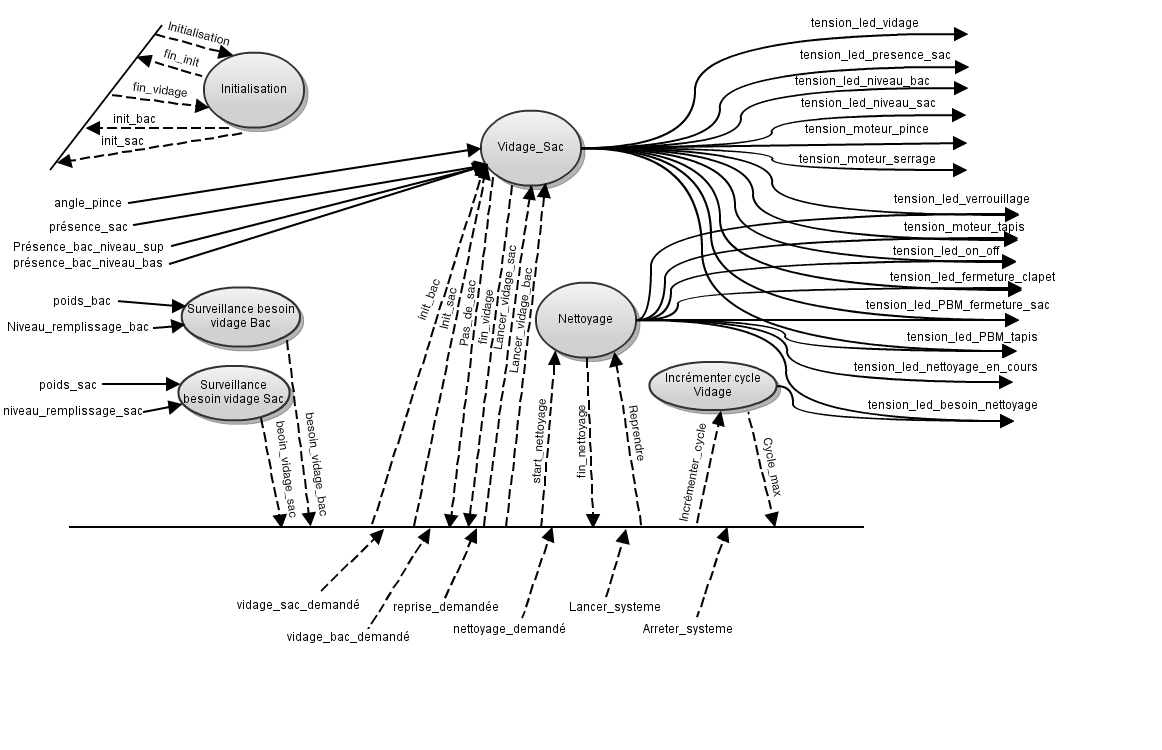 Initialisation
fin_init
fin_vidage
init_bac
init_sac
Initialisation
Vidage_Sac
tension_led_vidage
tension_led_presence_sac
tension_led_niveau_bac
tension_led_niveau_sac
tension_moteur_pince
tension_moteur_serrage
tension_led_verrouillage
tension_moteur_tapis
tension_led_on_off
tension_led_fermeture_clapet
tension_led_PBM_fermeture_sac
tension_led_PBM_tapis
tension_led_nettoyage_en_cours
tension_led_besoin_nettoyage
angle_pince
présence_sac
Présence_bac_niveau_sup
présence_bac_niveau_bas
poids_bac
Niveau_remplissage_bac
Surveillance besoin
vidage Bac
poids_sac
niveau_remplissage_sac
Surveillance
besoin vidage Sac
beoin_vidage_sac
besoin_vidage_bac
init_bac
Init_sac
Pas_de_sac
fin_vidage
Lancer_vidage_sac
Lancer_vidage_bac
Nettoyage
start_nettoyage
fin_nettoyage
Reprendre
Incrémenter cycle
Vidage
Incrémenter_cycle
Cycle_max
vidage_sac_demandé
vidage_bac_demandé
reprise_demandée
nettoyage_demandé
Lancer_systeme
Arreter_systeme